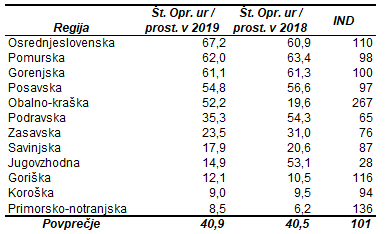 Regija Št. Opr. ur / prost. v 2019 Št. Opr. ur / prost. v 2018 IND
Osrednjeslovenska 67,2 60,9 110
Pomurska 62,0 63,4 98
Gorenjska 61,1 61,3 100
Posavska 54,8 56,6 97
Obalno-kraška 52,2 19,6 267
Podravska 35,3 54,3 65
Zasavska 23,5 31,0 76
Savinjska 17,9 20,6 87
Jugovzhodna 14,9 53,1 28
Goriška 12,1 10,5 116
Koroška 9,0 9,5 94
Primorsko-notranjska 8,5 6,2 136
Povprečje 40,9 40,5 101